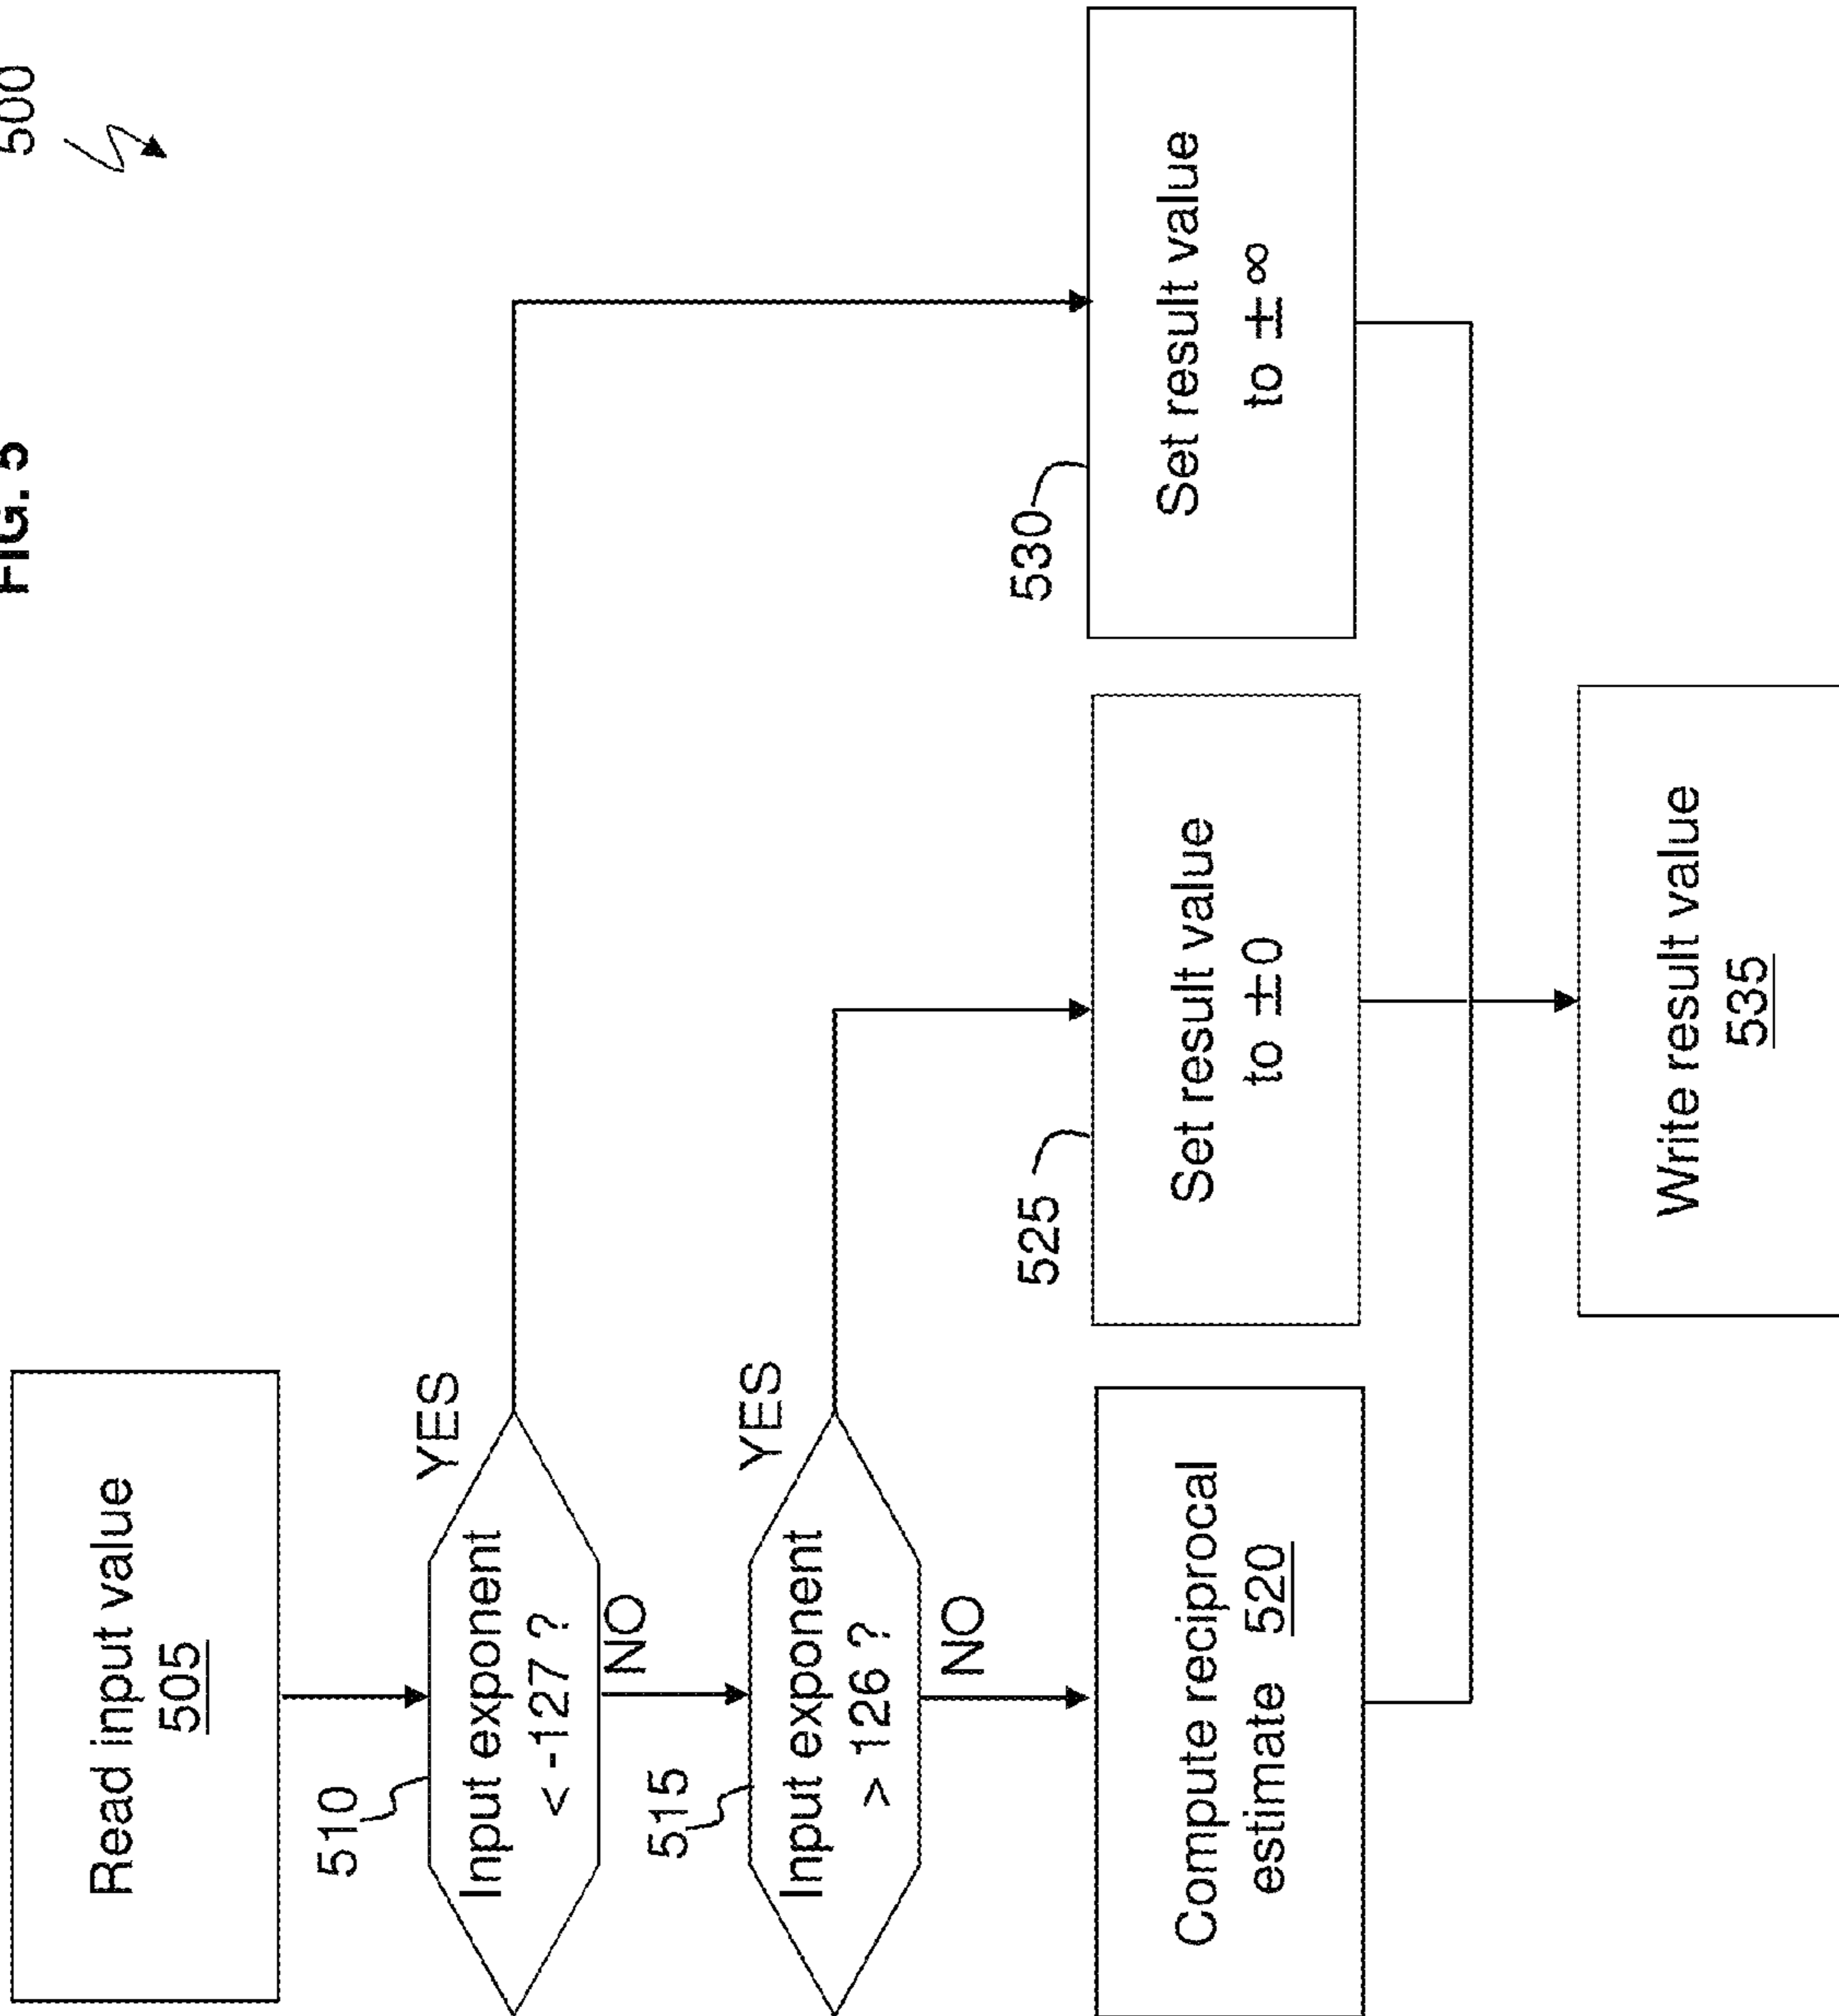 FIG. 5
500
Read input value
505
510
Input exponent
< -127 ?
YES
NO
515
Input exponent
> 126 ?
YES
NO
Compute reciprocal
estimate 520
525
Set result value
to ±0
530
Set result value
to ±∞
Write result value
535